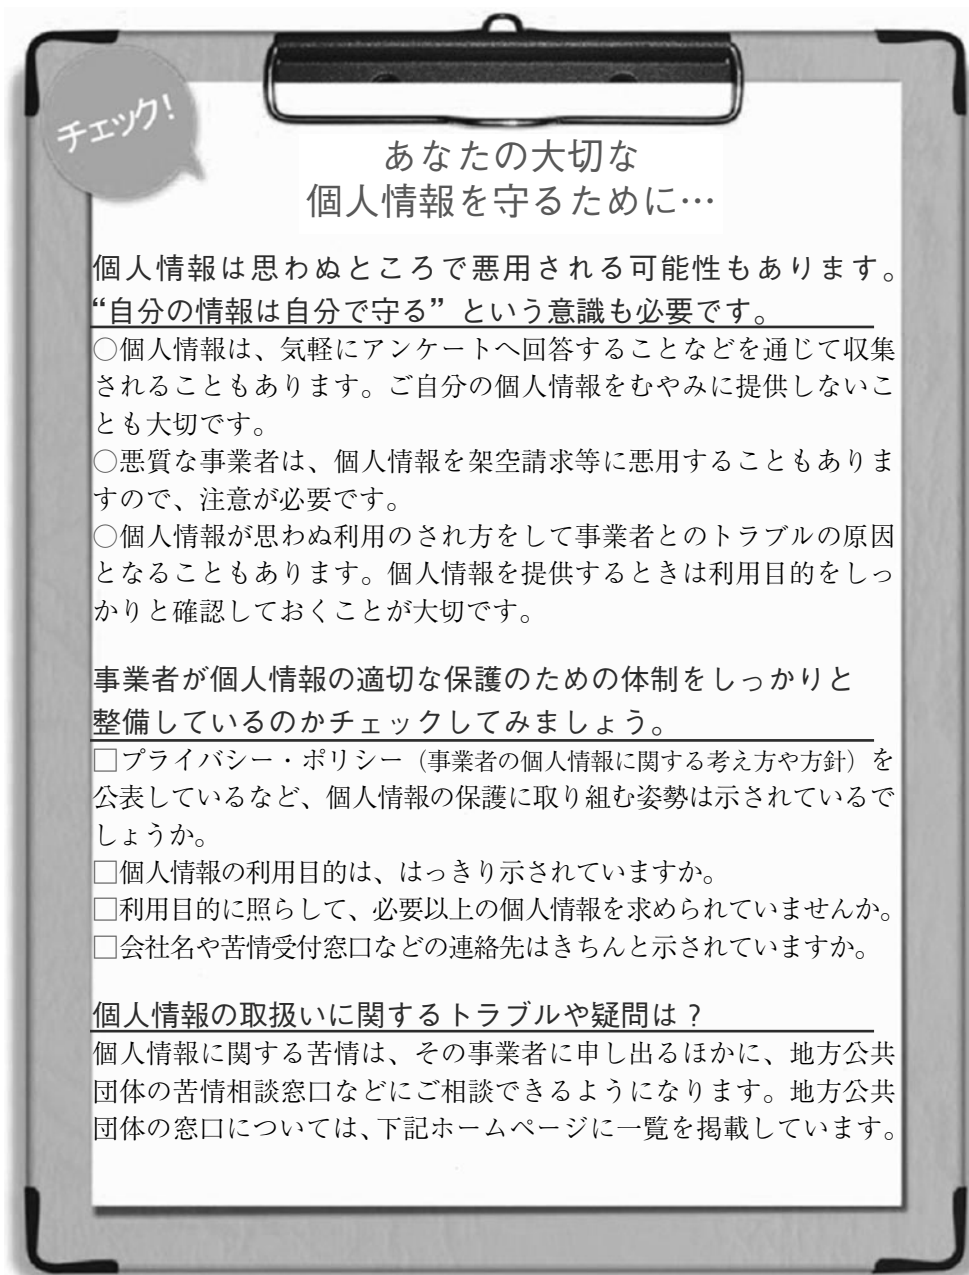 チェック!
あなたの大切な
個人情報を守るために…
個人情報は思わぬところで悪用される可能性もあります。
“自分の情報は自分で守る”という意識も必要です。
○個人情報は、気軽にアンケートへ回答することなどを通じて収集
されることもあります。ご自分の個人情報をむやみに提供しないこ
とも大切です。
○悪質な事業者は、個人情報を架空請求等に悪用することもありま
すので、注意が必要です。
○個人情報が思わぬ利用のされ方をして事業者とのトラブルの原因
となることもあります。個人情報を提供するときは利用目的をしっ
かりと確認しておくことが大切です。
事業者が個人情報の適切な保護のための体制をしっかりと
整備しているのかチェックしてみましょう。
□プライバシー・ポリシー（事業者の個人情報に関する考え方や方針）を
公表しているなど、個人情報の保護に取り組む姿勢は示されているで
しょうか。
□個人情報の利用目的は、はっきり示されていますか。
□利用目的に照らして、必要以上の個人情報を求められていませんか。
□会社名や苦情受付窓口などの連絡先はきちんと示されていますか。
個人情報の取扱いに関するトラブルや疑問は？
個人情報に関する苦情は、その事業者に申し出るほかに、地方公共
団体の苦情相談窓口などにご相談できるようになります。地方公共
団体の窓口については、下記ホームページに一覧を掲載しています。